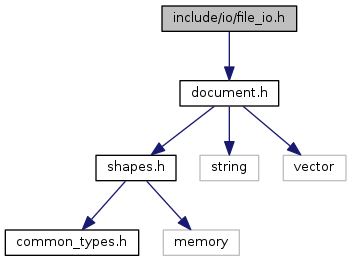 include/io/file_io.h
document.h
shapes.h
string
vector
common_types.h
memory